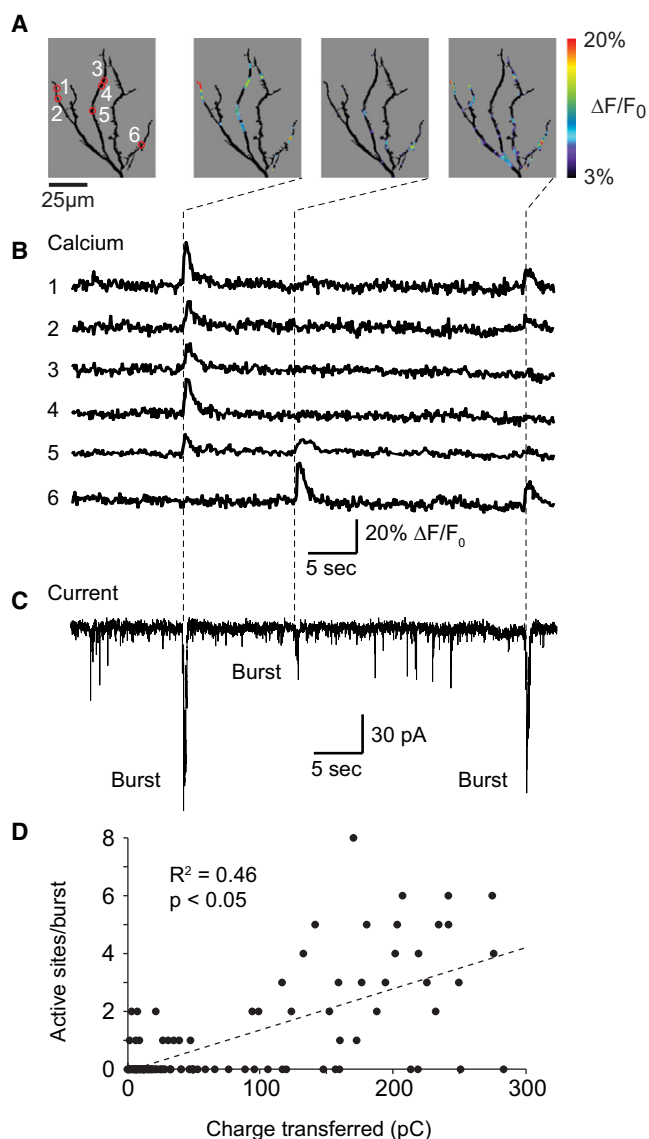 A
1
2
3
4
5
6
25μm
20%
ΔF/F0
3%
B
Calcium
1
2
3
4
5
6
20% ΔF/F0
5 sec
C
Current
Burst
Burst
Burst
30 pA
5 sec
D
R² = 0.46
p < 0.05
Active sites/burst
8
6
4
2
0
0
100
200
300
Charge transferred (pC)